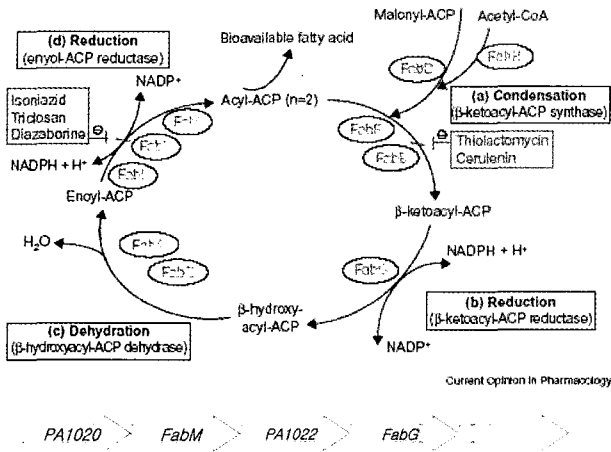 (d) Reduction
(enyol-ACP reductase)
Bioavailable fatty acid
Malonyl-ACP
Acetyl-CoA
NADP⁺
Isoniazid
Triclosan
Diazaborine
Acyl-ACP (n=2)
(a) Condensation
(β-ketoacyl-ACP synthase)
Thiolactomycin
Cerulenin
NADPH + H⁺
Enoyl-ACP
β-ketoacyl-ACP
H₂O
NADPH + H⁺
FabG
β-hydroxy-
acyl-ACP
(b) Reduction
(β-ketoacyl-ACP reductase)
(c) Dehydration
(β-hydroxyacyl-ACP dehydrase)
NADP⁺
Current Opinion in Pharmacology
PA1020 FabM PA1022 FabG